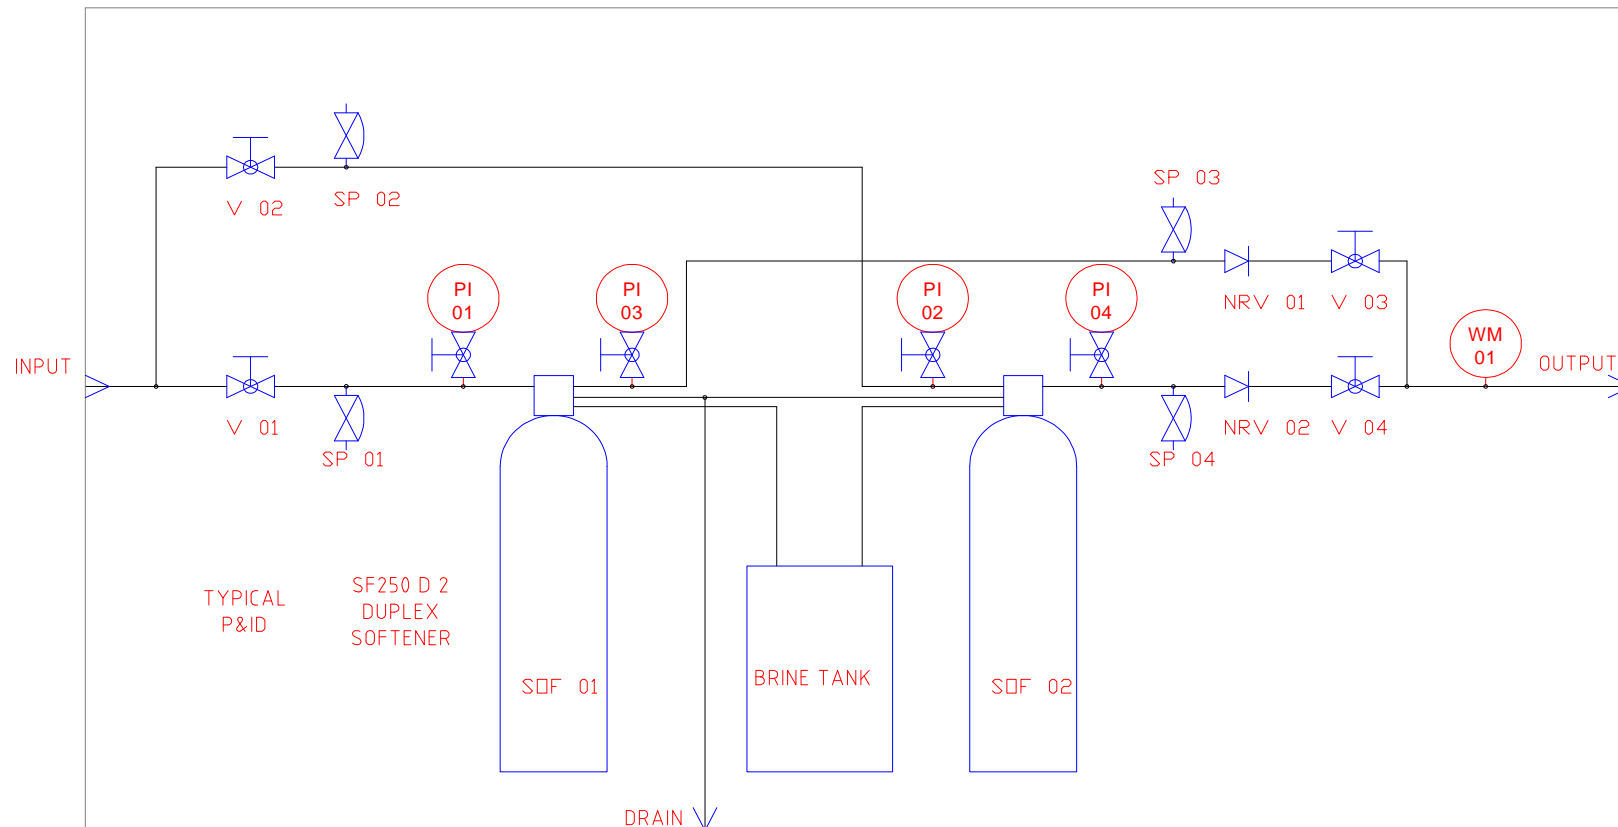 SP 02
V 02
SP 03
PI
01
PI
03
PI
02
PI
04
NRV 01
V 03
WM
01
INPUT
OUTPUT
V 01
SP 01
NRV 02
V 04
SP 04
TYPICAL
P&ID
SF250 D 2
DUPLEX
SOFTENER
SOF 01
BRINE TANK
SOF 02
DRAIN